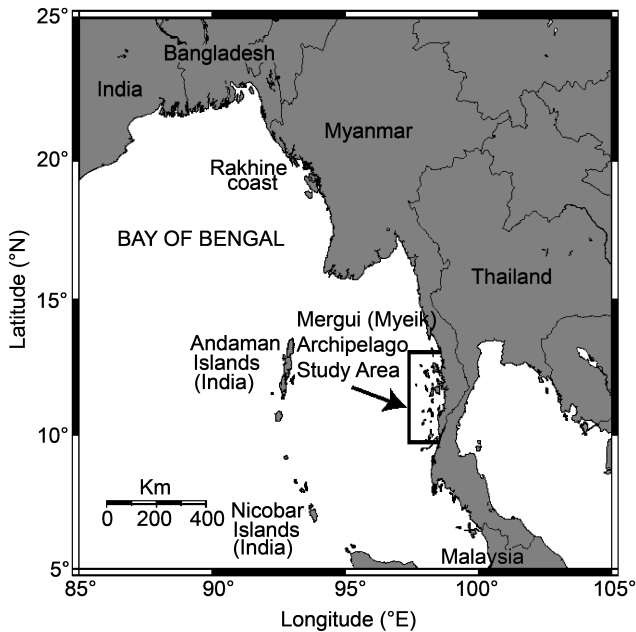 25°
Bangladesh
India
Myanmar
20°
Rakhine
coast
BAY OF BENGAL
Latitude (°N)
Thailand
15°
Mergui (Myeik)
Archipelago
Study Area
Andaman
Islands
(India)
10°
Km
0 200 400
Nicobar
Islands
(India)
Malaysia
5°
85° 90° 95° 100° 105°
Longitude (°E)